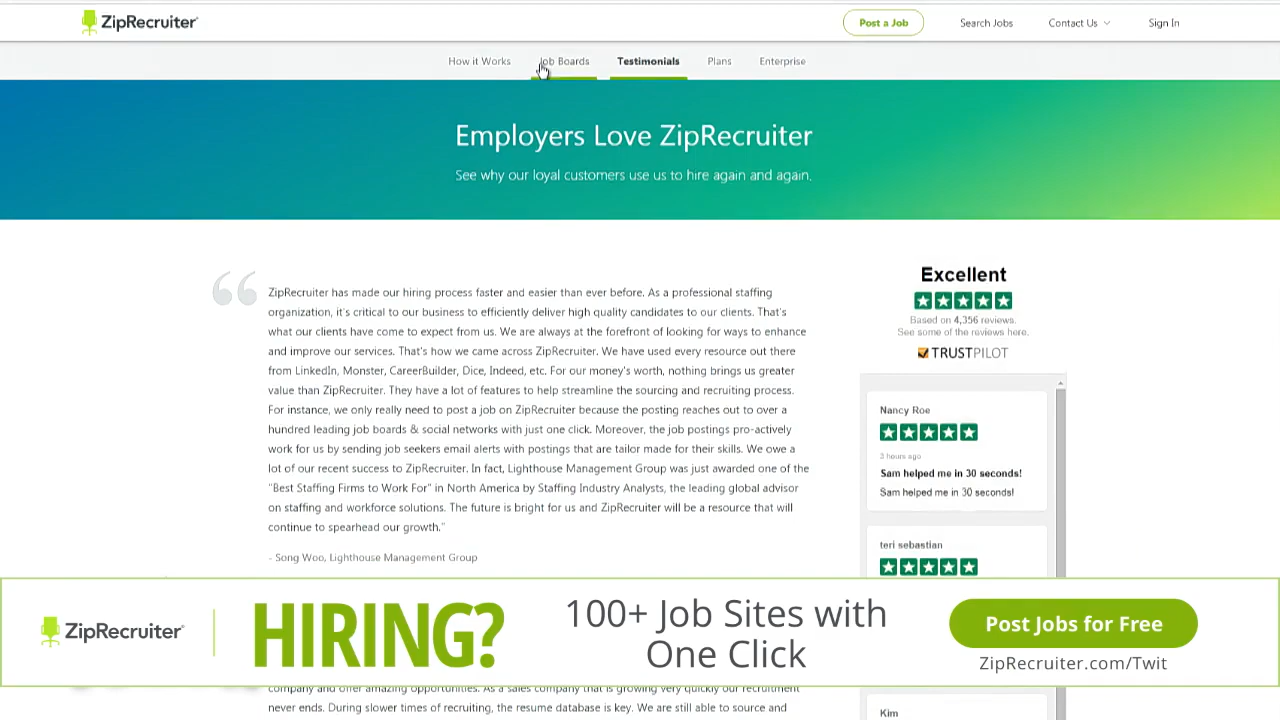 ZipRecruiter
Post a Job
Search Jobs
Contact Us
Sign In
How it Works
Job Boards
Testimonials
Plans
Enterprise
Employers Love ZipRecruiter
See why our loyal customers use us to hire again and again.
ZipRecruiter has made our hiring process faster and easier than ever before. As a professional staffing
organization, it's critical to our business to efficiently deliver high quality candidates to our clients. That's
what our clients have come to expect from us. We are always at the forefront of looking for ways to enhance
and improve our services. That's how we came across ZipRecruiter. We have used every resource out there
from LinkedIn, Monster, CareerBuilder, Dice, Indeed, etc. For our money's worth, nothing brings us greater
value than ZipRecruiter. They have a lot of features to help streamline the sourcing and recruiting process.
For instance, we only really need to post a job on ZipRecruiter because the posting reaches out to over a
hundred leading job boards & social networks with just one click. Moreover, the job postings pro-actively
work for us by sending job seekers email alerts with postings that are tailor made for their skills. We owe a
lot of our recent success to ZipRecruiter. In fact, Lighthouse Management Group was just awarded one of the
"Best Staffing Firms to Work For" in North America by Staffing Industry Analysts, the leading global advisor
on staffing and workforce solutions. The future is bright for us and ZipRecruiter will be a resource that will
continue to spearhead our growth."
- Song Woo, Lighthouse Management Group
Excellent
Based on 4,356 reviews.
See some of the reviews here.
TRUSTPILOT
Nancy Roe
3 hours ago
Sam helped me in 30 seconds!
Sam helped me in 30 seconds!
teri sebastian
ZipRecruiter
HIRING?
100+ Job Sites with
One Click
Post Jobs for Free
ZipRecruiter.com/Twit
company and offer amazing opportunities. As a sales company that is growing very quickly our recruitment
never ends. During slower times of recruiting, the resume database is key. We are still able to source and
Kim